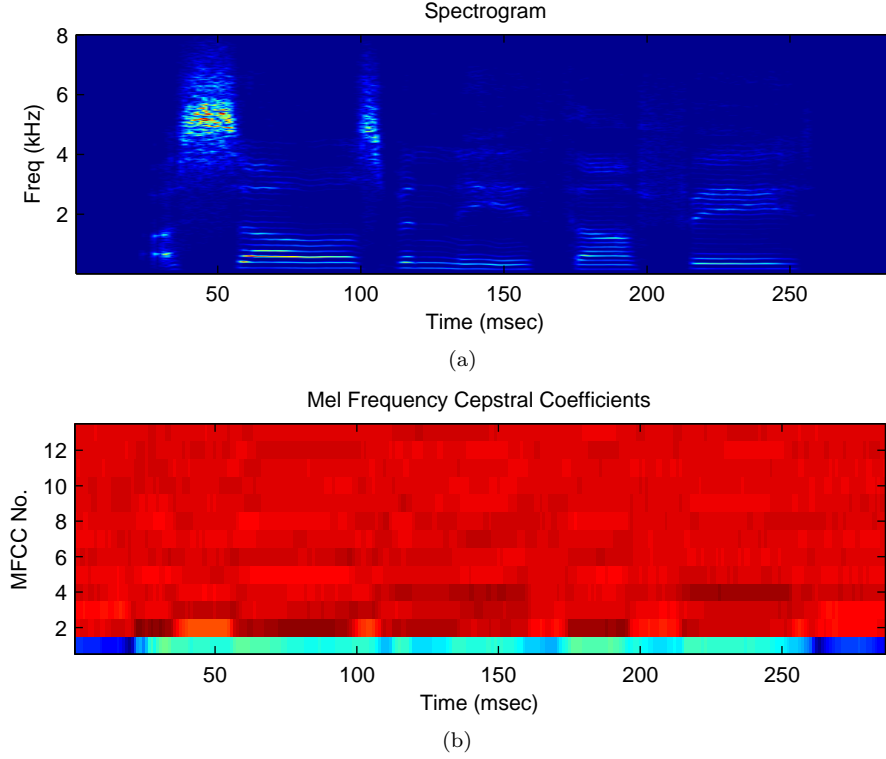 Spectrogram
8
6
4
2
Freq (kHz)
50 100 150 200 250
Time (msec)
(a)
Mel Frequency Cepstral Coefficients
12
10
8
6
4
2
MFCC No.
50 100 150 200 250
Time (msec)
(b)